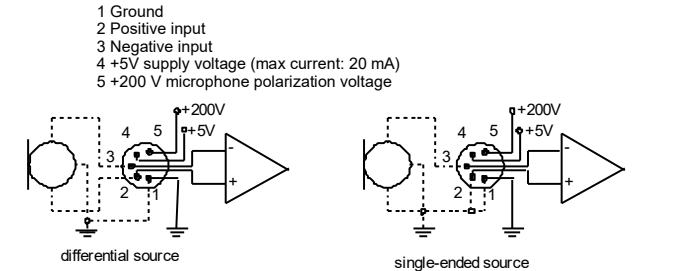 1 Ground
2 Positive input
3 Negative input
4 +5V supply voltage (max current: 20 mA)
5 +200 V microphone polarization voltage
+200V
+5V
4 5
3
2 1
-
+
differential source
+200V
+5V
4 5
3
2 1
-
+
single-ended source